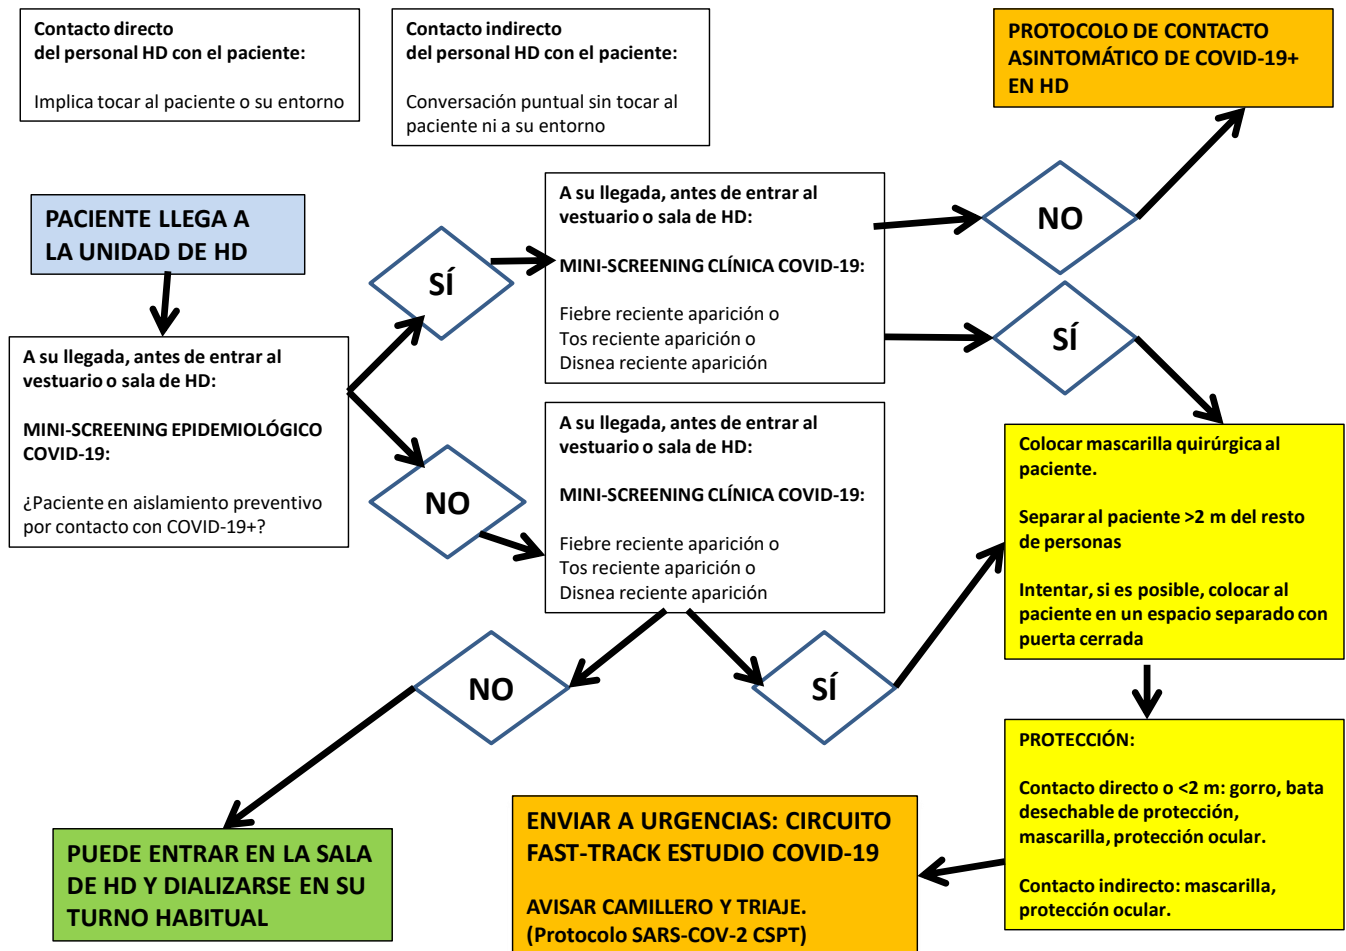 Contacto directo
del personal HD con el paciente:
Implica tocar al paciente o su entorno
Contacto indirecto
del personal HD con el paciente:
Conversación puntual sin tocar al
paciente ni a su entorno
PROTOCOLO DE CONTACTO
ASINTOMÁTICO DE COVID-19+
EN HD
PACIENTE LLEGA A
LA UNIDAD DE HD
SÍ
A su llegada, antes de entrar al
vestuario o sala de HD:
MINI-SCREENING CLÍNICA COVID-19:
Fiebre reciente aparición o
Tos reciente aparición o
Disnea reciente aparición
NO
SÍ
A su llegada, antes de entrar al
vestuario o sala de HD:
MINI-SCREENING EPIDEMIOLÓGICO
COVID-19:
¿Paciente en aislamiento preventivo
por contacto con COVID-19+?
NO
A su llegada, antes de entrar al
vestuario o sala de HD:
MINI-SCREENING CLÍNICA COVID-19:
Fiebre reciente aparición o
Tos reciente aparición o
Disnea reciente aparición
Colocar mascarilla quirúrgica al
paciente.
Separar al paciente >2 m del resto
de personas
Intentar, si es posible, colocar al
paciente en un espacio separado con
puerta cerrada
NO
SÍ
PROTECCIÓN:
Contacto directo o <2 m: gorro, bata
desechable de protección,
mascarilla, protección ocular.
Contacto indirecto: mascarilla,
protección ocular.
PUEDE ENTRAR EN LA SALA
DE HD Y DIALIZARSE EN SU
TURNO HABITUAL
ENVIAR A URGENCIAS: CIRCUITO
FAST-TRACK ESTUDIO COVID-19
AVISAR CAMILLERO Y TRIAJE.
(Protocolo SARS-COV-2 CSPT)